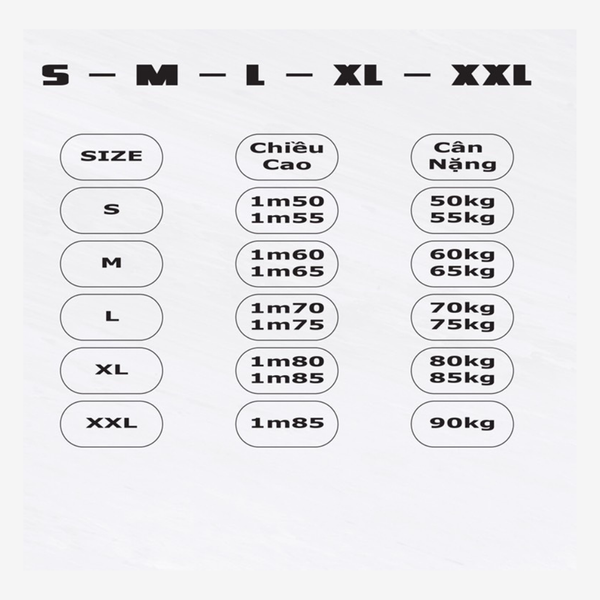 S – M – L – XL – XXL
SIZE
Chiều
Cao
Cân
Nặng
S
1m50
1m55
50kg
55kg
M
1m60
1m65
60kg
65kg
L
1m70
1m75
70kg
75kg
XL
1m80
1m85
80kg
85kg
XXL
1m85
90kg